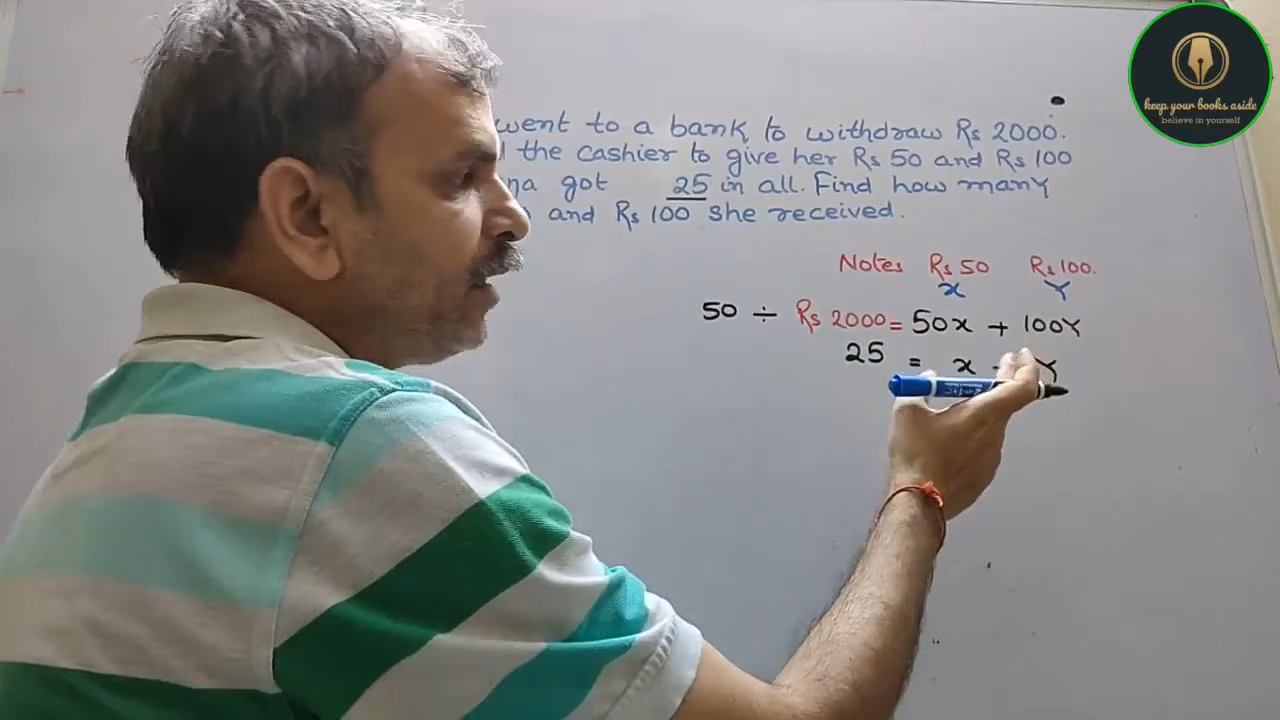 keep your books aside
believe in yourself
went to a bank to withdraw Rs 2000.
the cashier to give her Rs 50 and Rs 100
got 25 in all. Find how many
and Rs 100 she received.
Notes Rs 50 Rs 100.
x Y
50 ÷ Rs 2000 = 50x + 100Y
25 = x Y